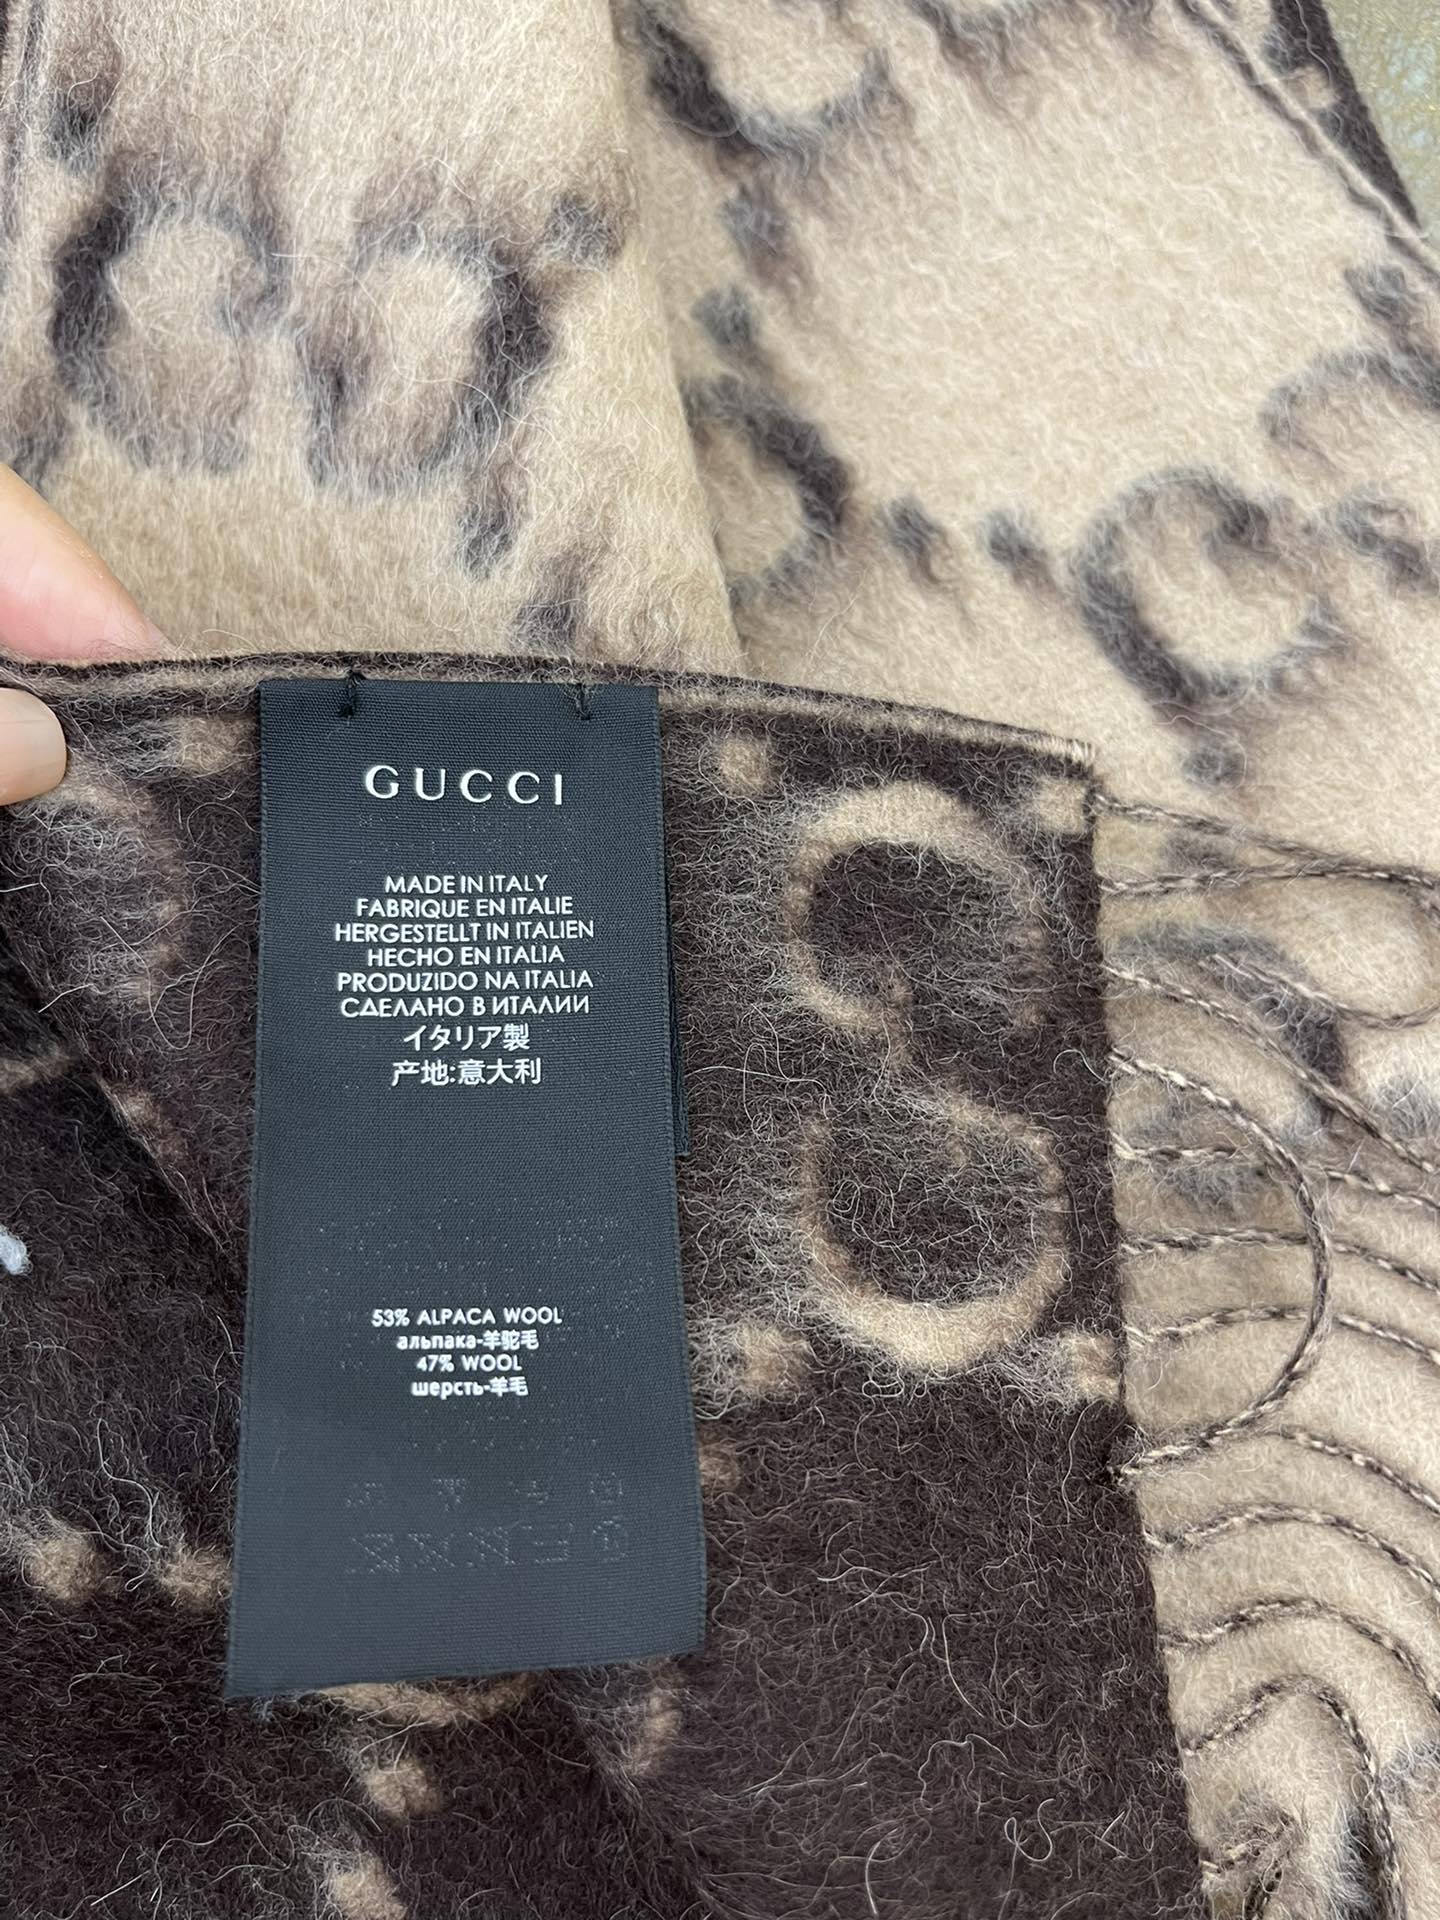 GUCCI
MADE IN ITALY
FABRIQUE EN ITALIE
HERGESTELLT IN ITALIEN
HECHO EN ITALIA
PRODUZIDO NA ITALIA
СДЕЛАНО В ИТАЛИИ
イタリア製
产地:意大利
53% ALPACA WOOL
альпака-羊驼毛
47% WOOL
шерсть-羊毛